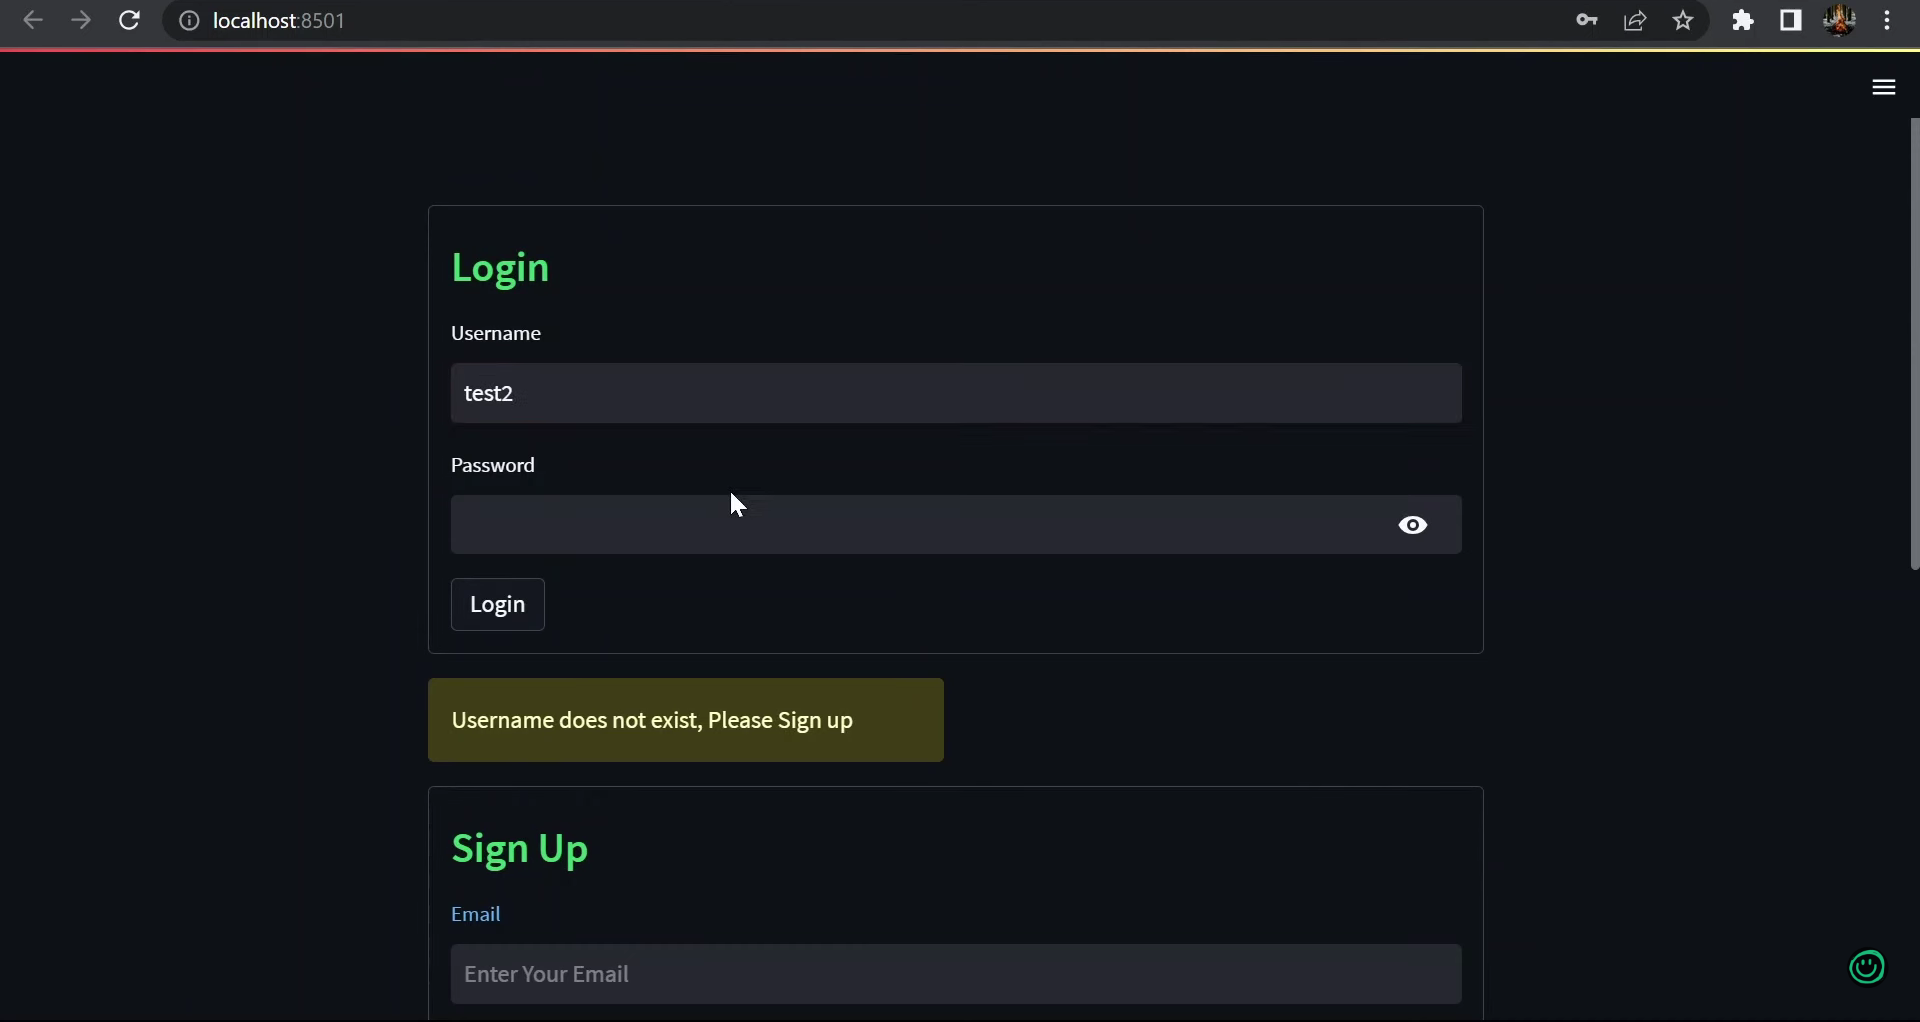 localhost:8501
Login
Username
test2
Password
Login
Username does not exist, Please Sign up
Sign Up
Email
Enter Your Email